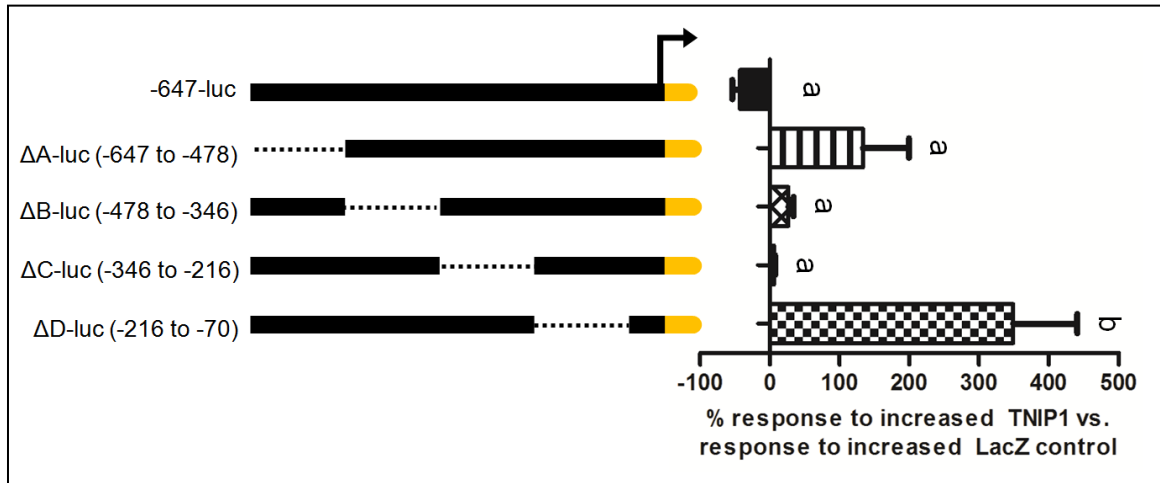 -647-luc
a
ΔA-luc (-647 to -478)
a
ΔB-luc (-478 to -346)
a
ΔC-luc (-346 to -216)
a
ΔD-luc (-216 to -70)
b
-100 0 100 200 300 400 500
% response to increased TNIP1 vs.
response to increased LacZ control